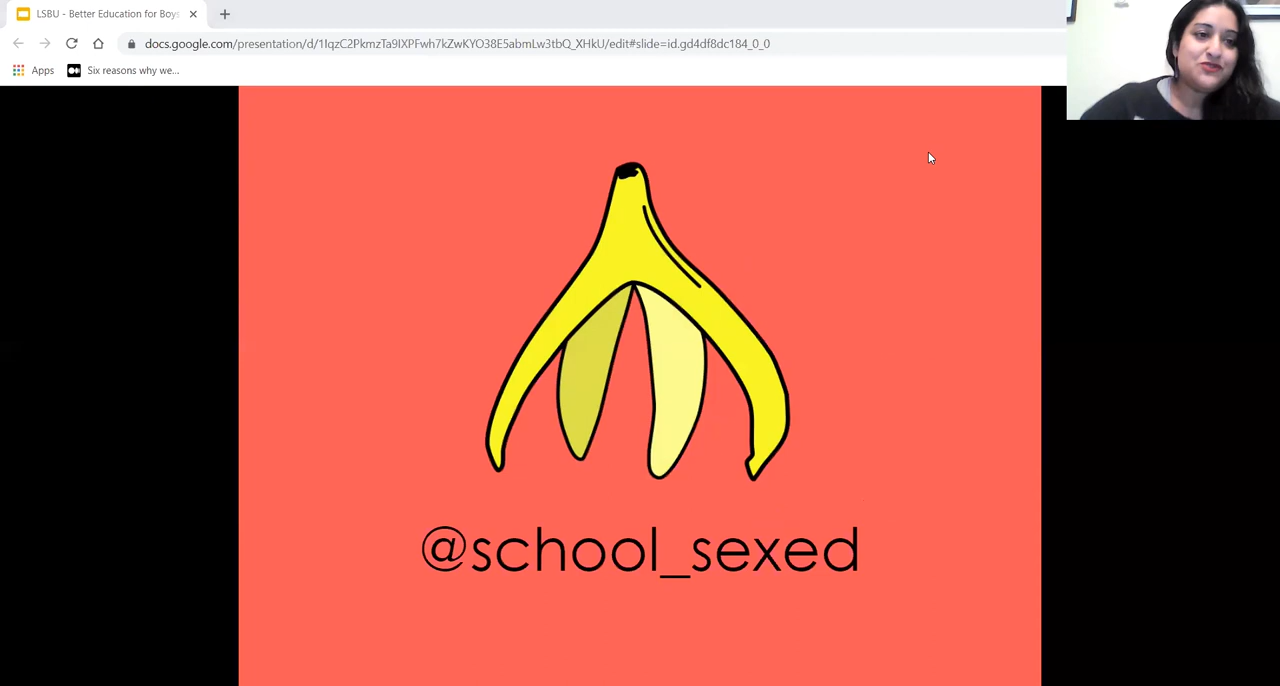 LSBU - Better Education for Boys
docs.google.com/presentation/d/1IqzC2PkmzTa9IXPFwh7kZwKYO38E5abmLw3tbQ_XHkU/edit#slide=id.gd4df8dc184_0_0
Apps
Six reasons why we...
@school_sexed